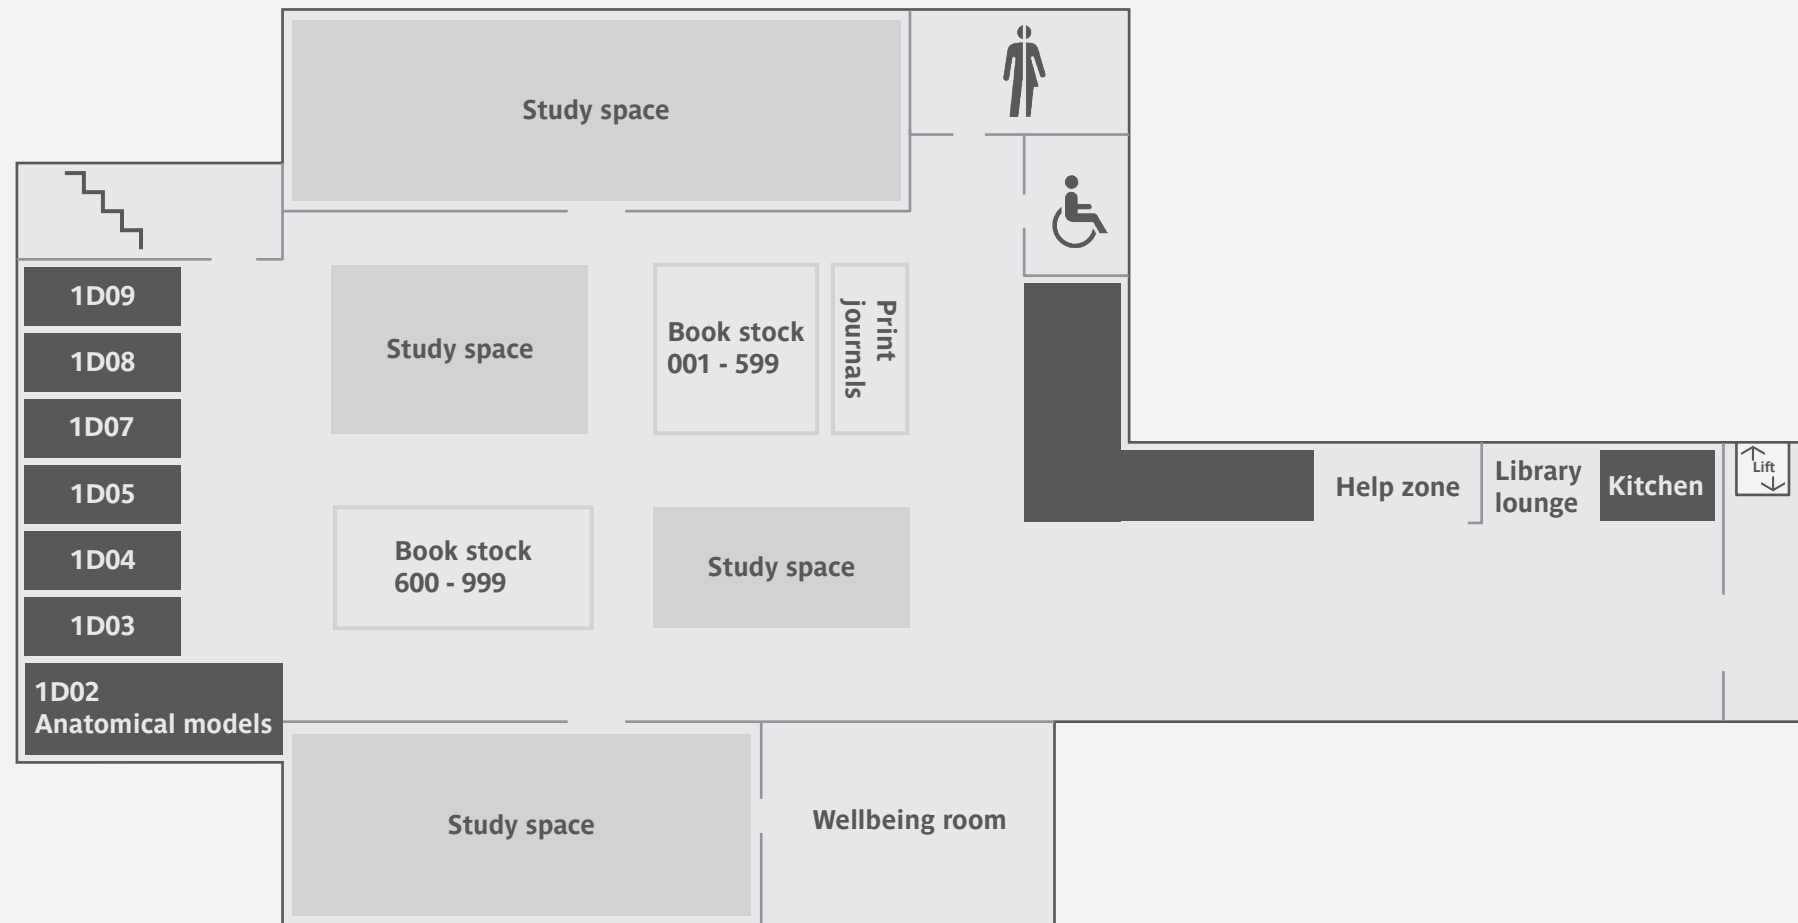 Study space
1D09
1D08
1D07
1D05
1D04
1D03
1D02
Anatomical models
Study space
Book stock
001 - 599
Print
journals
Book stock
600 - 999
Study space
Help zone
Library
lounge
Kitchen
Lift
Study space
Wellbeing room